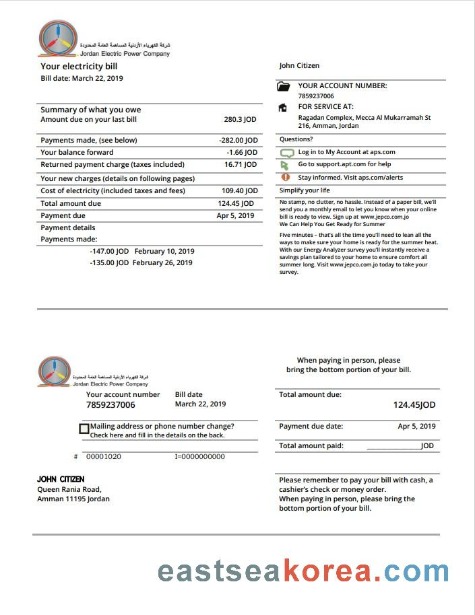 شركة الكهرباء الأردنية المساهمة العامة المحدودة
Jordan Electric Power Company
Your electricity bill
Bill date: March 22, 2019
Summary of what you owe
Amount due on your last bill 280.3 JOD
Payments made, (see below) -282.00 JOD
Your balance forward -1.66 JOD
Returned payment charge (taxes included) 16.71 JOD
Your new charges (details on following pages)
Cost of electricity (included taxes and fees) 109.40 JOD
Total amount due 124.45 JOD
Payment due Apr 5, 2019
Payment details
Payments made:
-147.00 JOD February 10, 2019
-135.00 JOD February 26, 2019
John Citizen
YOUR ACCOUNT NUMBER:
7859237006
FOR SERVICE AT:
Ragadan Complex, Mecca Al Mukarramah St
216, Amman, Jordan
Questions?
Log in to My Account at aps.com
Go to support.apt.com for help
Stay informed. Visit aps.com/alerts
Simplify your life
No stamp, no clutter, no hassle. Instead of a paper bill, we'll
send you a monthly email to let you know when your online
bill is ready to view. Sign up at www.jepco.com.jo
We Can Help You Get Ready for Summer
Five minutes – that's all the time you'll need to lean all the
ways to make sure your home is ready for the summer heat.
With our Energy Analyzer survey you'll instantly receive a
savings plan tailored to your home to ensure comfort all
summer long. Visit www.jepco.com.jo today to take your
survey.
شركة الكهرباء الأردنية المساهمة العامة المحدودة
Jordan Electric Power Company
Your account number Bill date
7859237006 March 22, 2019
Mailing address or phone number change?
Check here and fill in the details on the back.
# 00001020 1=0000000000
JOHN CITIZEN
Queen Rania Road,
Amman 11195 Jordan
When paying in person, please
bring the bottom portion of your bill.
Total amount due:
124.45JOD
Payment due date: Apr 5, 2019
Total amount paid: ______________JOD
Please remember to pay your bill with cash, a
cashier's check or money order.
When paying in person, please bring the
bottom portion of your bill.
eastseakorea.com